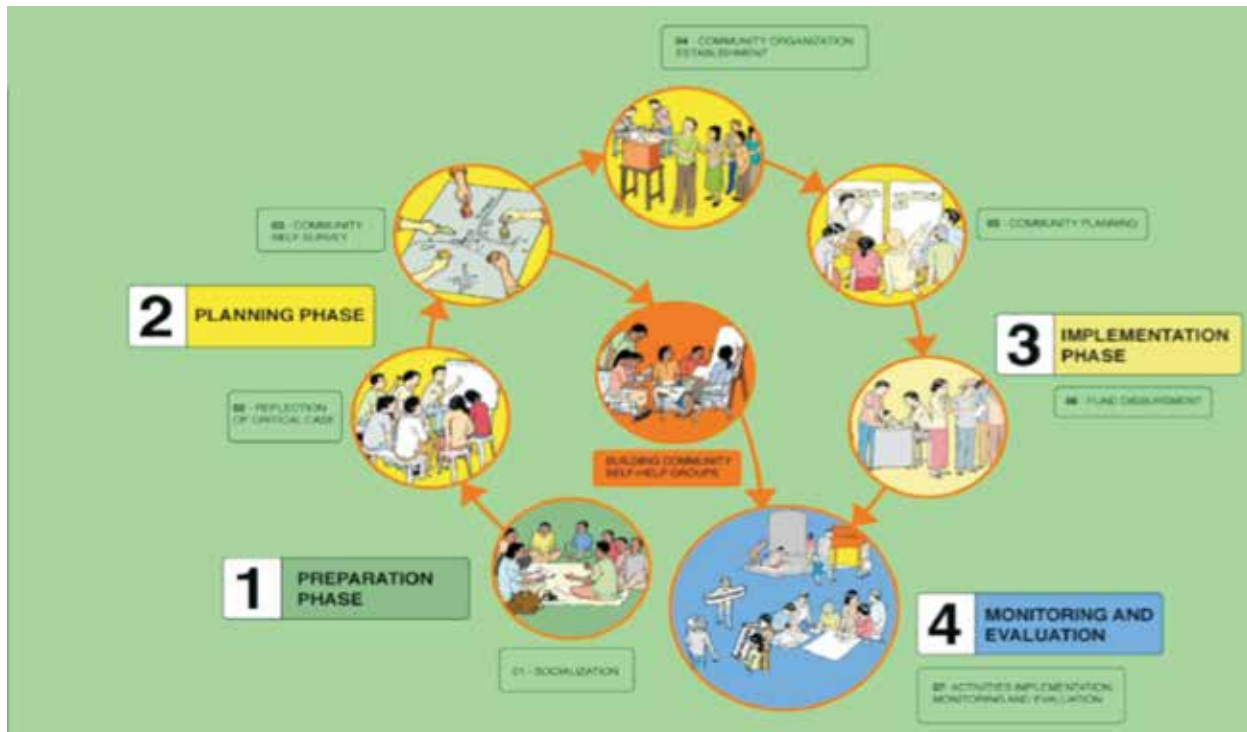 04 - COMMUNITY ORGANIZATION
ESTABLISHMENT
03 - COMMUNITY
SELF SURVEY
05 - COMMUNITY PLANNING
2 PLANNING PHASE
3 IMPLEMENTATION
PHASE
02 - REFLECTION
OF CRITICAL CASE
06 - FUND DISBURSMENT
BUILDING COMMUNITY
SELF-HELP GROUPS
1 PREPARATION
PHASE
4 MONITORING AND
EVALUATION
01 - SOCIALIZATION
07- ACTIVITIES IMPLEMENTATION
MONITORING AND EVALUATION